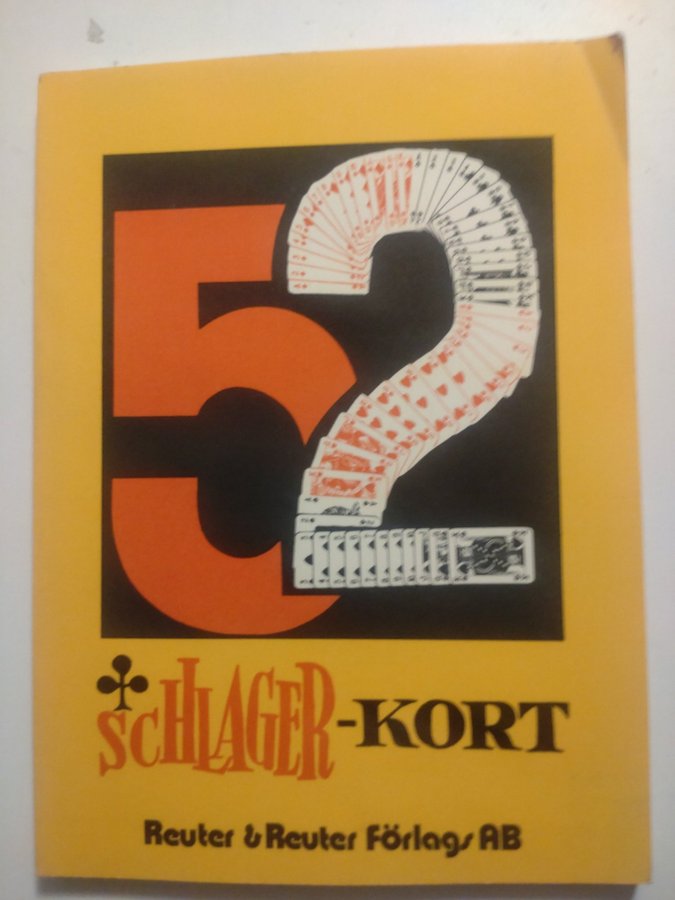 52
SCHLAGER-KORT
Reuter & Reuter Förlags AB